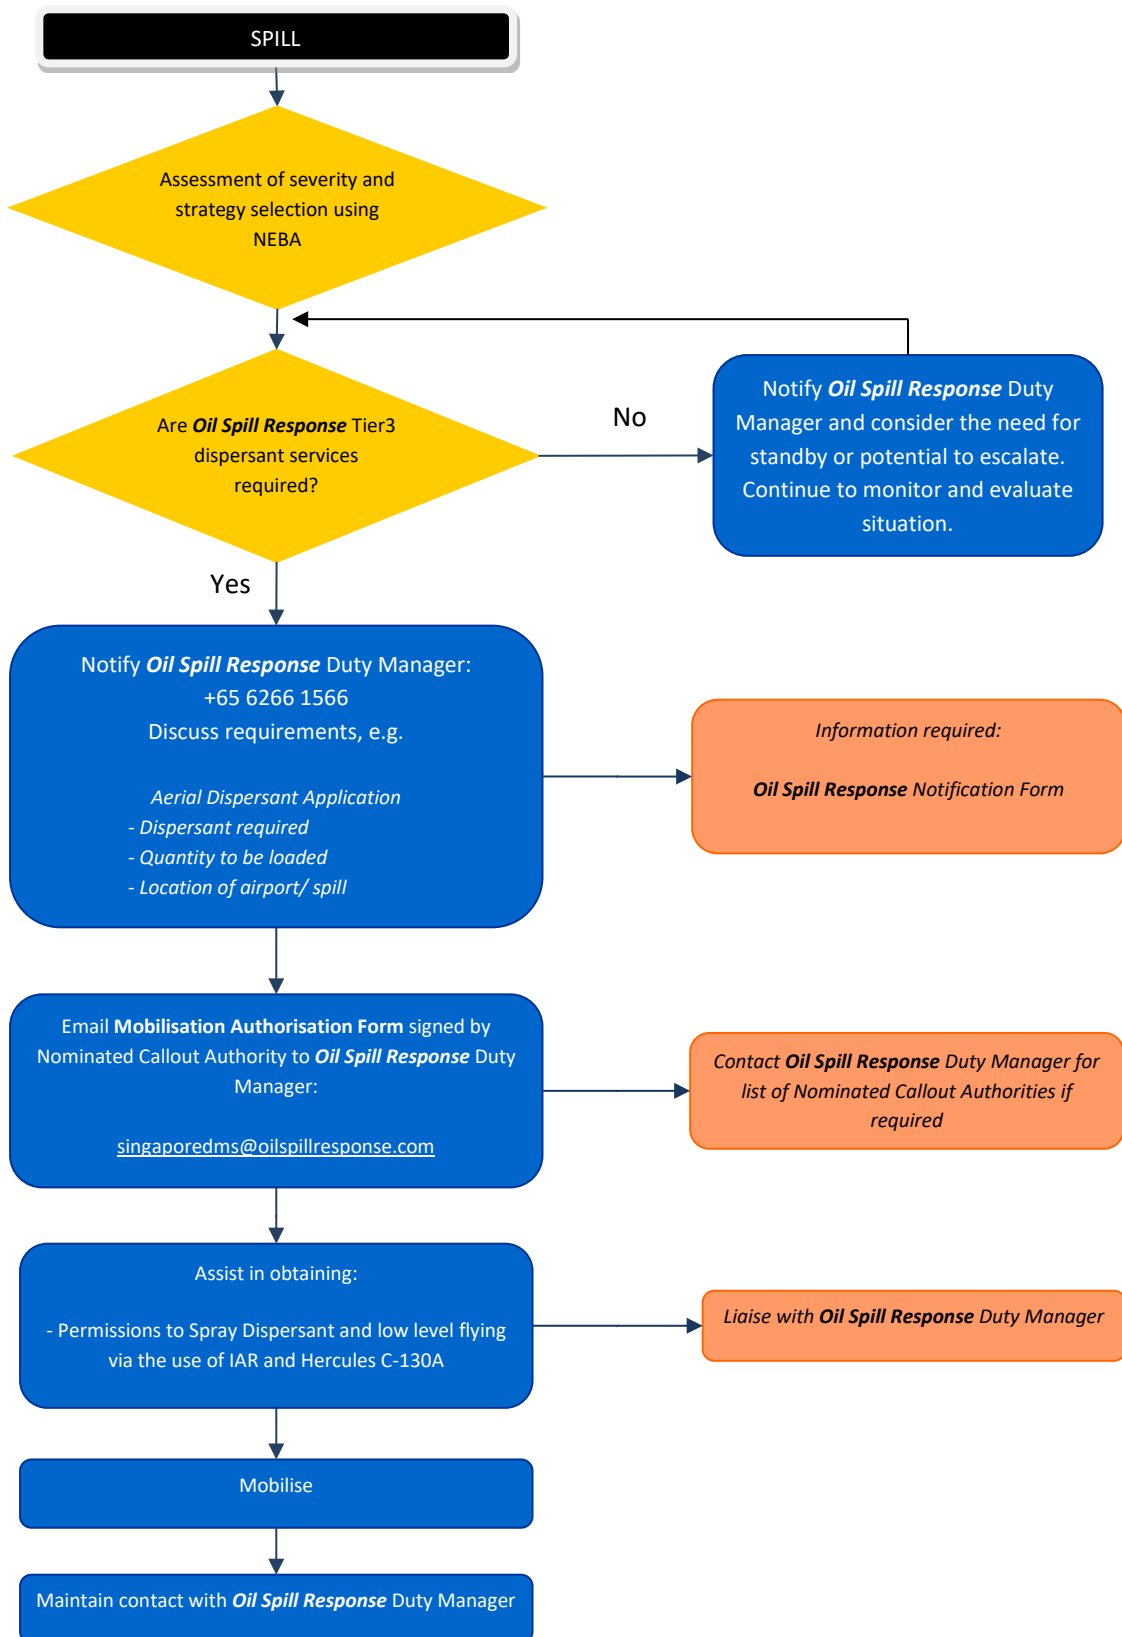 SPILL
Assessment of severity and
strategy selection using
NEBA
Are Oil Spill Response Tier3
dispersant services
required?
No
Notify Oil Spill Response Duty
Manager and consider the need for
standby or potential to escalate.
Continue to monitor and evaluate
situation.
Yes
Notify Oil Spill Response Duty Manager:
+65 6266 1566
Discuss requirements, e.g.
Aerial Dispersant Application
- Dispersant required
- Quantity to be loaded
- Location of airport/ spill
Information required:
Oil Spill Response Notification Form
Email Mobilisation Authorisation Form signed by
Nominated Callout Authority to Oil Spill Response Duty
Manager:
singaporedms@oilspillresponse.com
Contact Oil Spill Response Duty Manager for
list of Nominated Callout Authorities if
required
Assist in obtaining:
- Permissions to Spray Dispersant and low level flying
via the use of IAR and Hercules C-130A
Liaise with Oil Spill Response Duty Manager
Mobilise
Maintain contact with Oil Spill Response Duty Manager